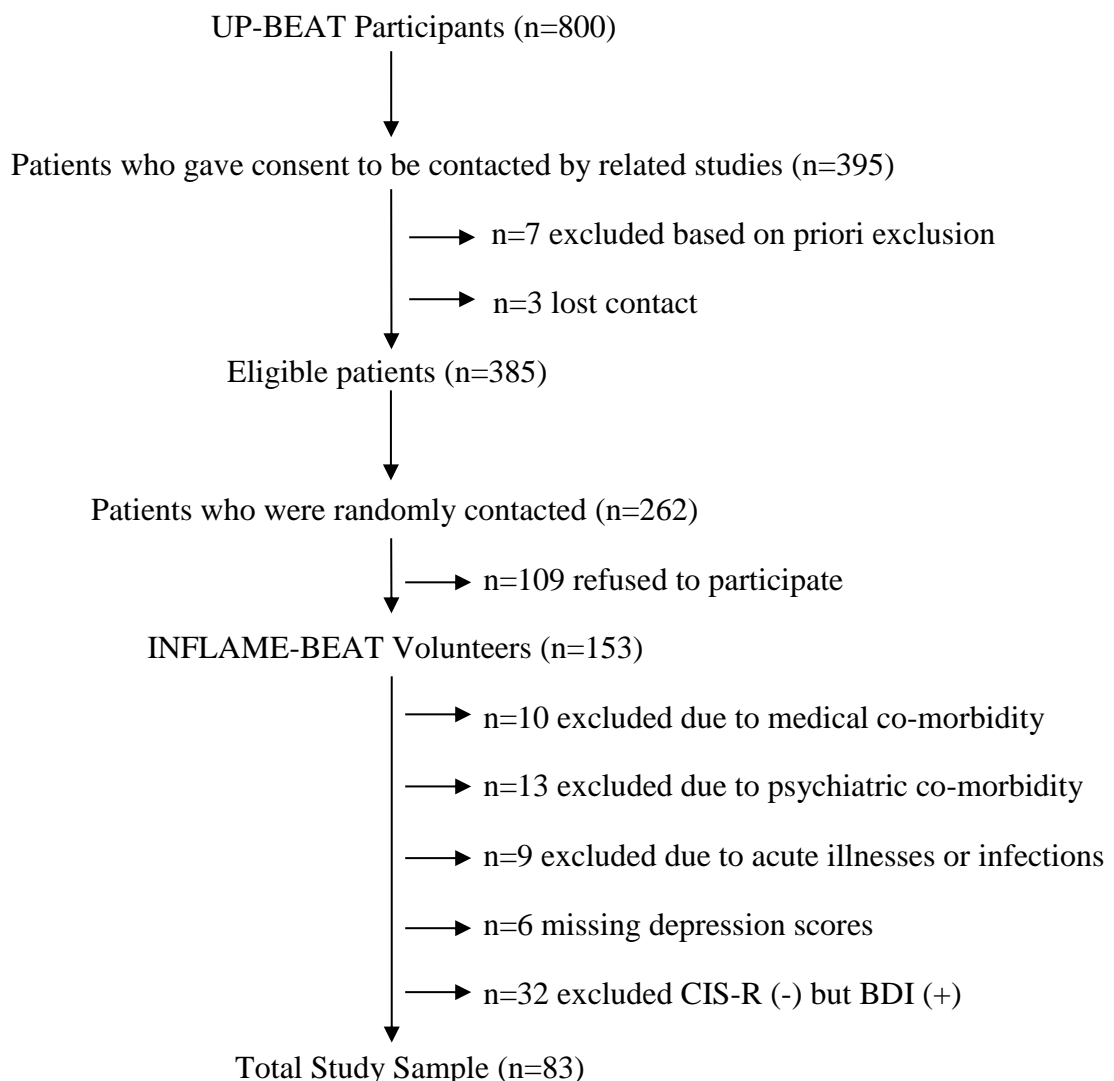 UP-BEAT Participants (n=800)
Patients who gave consent to be contacted by related studies (n=395)
n=7 excluded based on priori exclusion
n=3 lost contact
Eligible patients (n=385)
Patients who were randomly contacted (n=262)
n=109 refused to participate
INFLAME-BEAT Volunteers (n=153)
n=10 excluded due to medical co-morbidity
n=13 excluded due to psychiatric co-morbidity
n=9 excluded due to acute illnesses or infections
n=6 missing depression scores
n=32 excluded CIS-R (-) but BDI (+)
Total Study Sample (n=83)